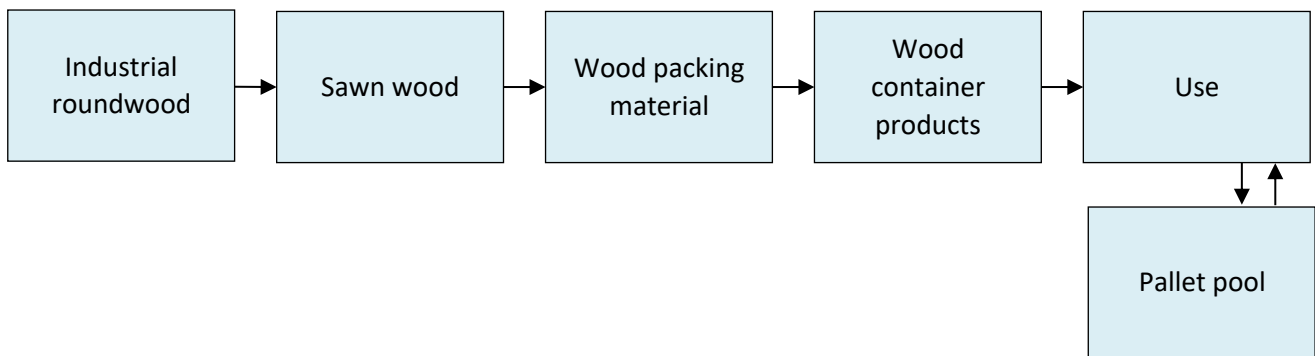 Industrial
roundwood
Sawn wood
Wood packing
material
Wood
container
products
Use
Pallet pool